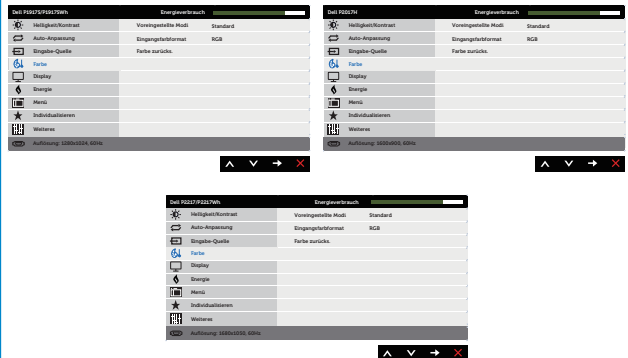 Dell P1917S/P1917SWh Energieverbrauch
Helligkeit/Kontrast Voreingestellte Modi Standard
Auto-Anpassung Eingangsfarbformat RGB
Eingabe-Quelle Farbe zurücks.
Farbe
Display
Energie
Menü
Individualisieren
Weiteres
Auflösung: 1280x1024, 60Hz
Dell P2017H Energieverbrauch
Helligkeit/Kontrast Voreingestellte Modi Standard
Auto-Anpassung Eingangsfarbformat RGB
Eingabe-Quelle Farbe zurücks.
Farbe
Display
Energie
Menü
Individualisieren
Weiteres
Auflösung: 1600x900, 60Hz
Dell P2217/P2217Wh Energieverbrauch
Helligkeit/Kontrast Voreingestellte Modi Standard
Auto-Anpassung Eingangsfarbformat RGB
Eingabe-Quelle Farbe zurücks.
Farbe
Display
Energie
Menü
Individualisieren
Weiteres
Auflösung: 1680x1050, 60Hz